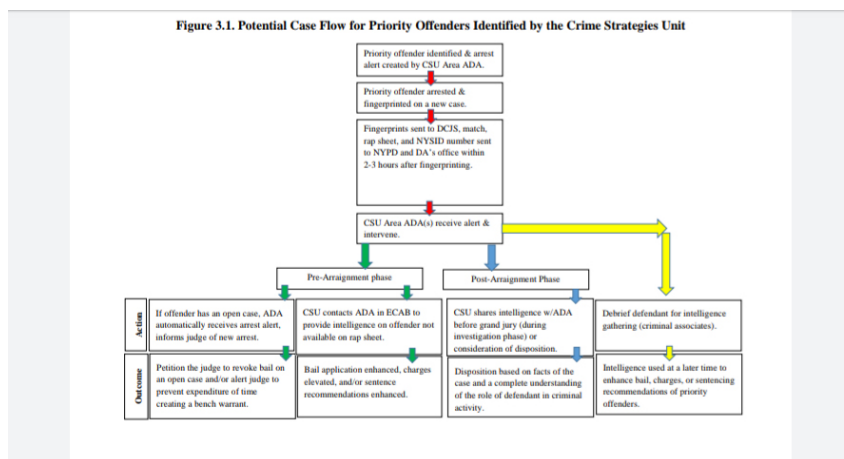 Figure 3.1. Potential Case Flow for Priority Offenders Identified by the Crime Strategies Unit
Priority offender identified & arrest
alert created by CSU Area ADA.
Priority offender arrested &
fingerprinted on a new case.
Fingerprints sent to DCJS, match,
rap sheet, and NYSID number sent
to NYPD and DA's office within
2-3 hours after fingerprinting.
CSU Area ADA(s) receive alert &
intervene.
Pre-Arraignment phase
Post-Arraignment Phase
Action
If offender has an open case, ADA
automatically receives arrest alert,
informs judge of new arrest.
CSU contacts ADA in ECAB to
provide intelligence on offender not
available on rap sheet.
CSU shares intelligence w/ADA
before grand jury (during
investigation phase) or
consideration of disposition.
Debrief defendant for intelligence
gathering (criminal associates).
Outcome
Petition the judge to revoke bail on
an open case and/or alert judge to
prevent expenditure of time
creating a bench warrant.
Bail application enhanced, charges
elevated, and/or sentence
recommendations enhanced.
Disposition based on facts of the
case and a complete understanding
of the role of defendant in criminal
activity.
Intelligence used at a later time to
enhance bail, charges, or sentencing
recommendations of priority
offenders.